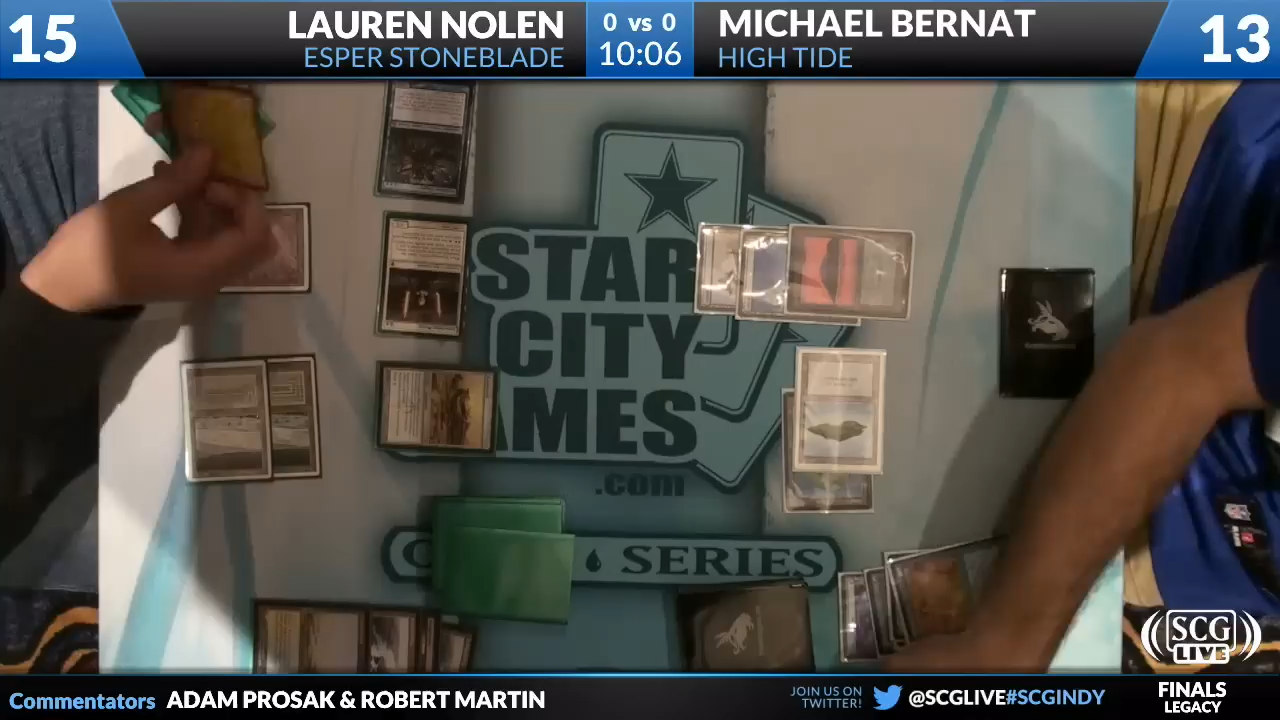 15
LAUREN NOLEN
ESPER STONEBLADE
0 vs 0
10:06
MICHAEL BERNAT
HIGH TIDE
13
STAR
CITY
AMES
.com
SERIES
SCG
LIVE
Commentators ADAM PROSAK & ROBERT MARTIN
JOIN US ON
TWITTER!
@SCGLIVE#SCGINDY
FINALS
LEGACY